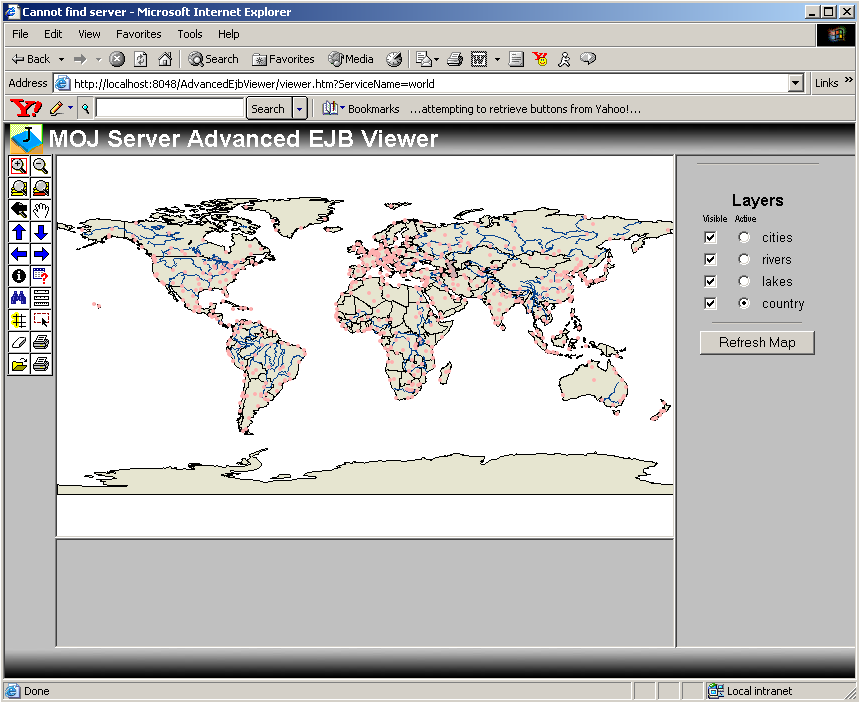 Cannot find server - Microsoft Internet Explorer
File Edit View Favorites Tools Help
Back Search Favorites Media
Address http://localhost:8048/AdvancedEjbViewer/viewer.htm?ServiceName=world Links »
Y! Search Bookmarks ...attempting to retrieve buttons from Yahoo!...
J MOJ Server Advanced EJB Viewer
Layers
Visible Active
cities
rivers
lakes
country
Refresh Map
Done Local intranet